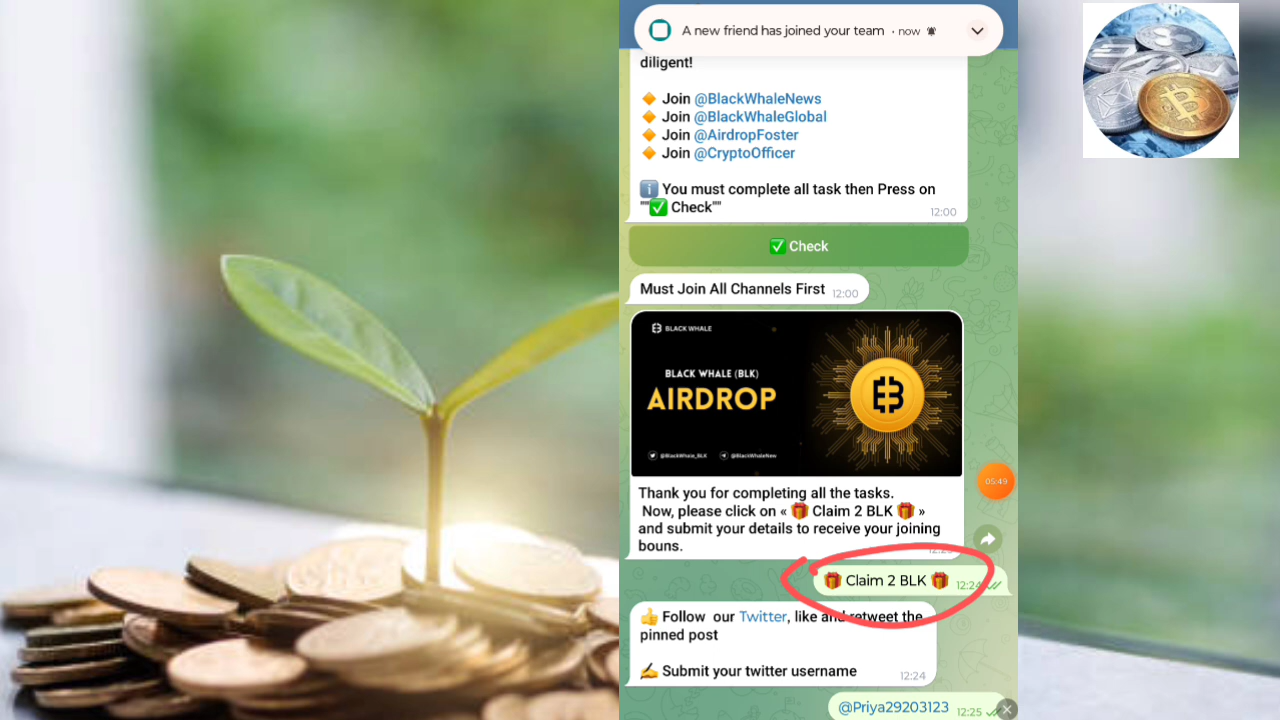 A new friend has joined your team • now
diligent!
🔸 Join @BlackWhaleNews
🔸 Join @BlackWhaleGlobal
🔸 Join @AirdropFoster
🔸 Join @CryptoOfficer
ℹ️ You must complete all task then Press on
""✅ Check""
12:00
✅ Check
Must Join All Channels First 12:00
BLACK WHALE
BLACK WHALE (BLK)
AIRDROP
@BlackWhale_BLK @BlackWhaleNew
Thank you for completing all the tasks.
Now, please click on « 🎁 Claim 2 BLK 🎁 »
and submit your details to receive your joining
bouns.
05:49
🎁 Claim 2 BLK 🎁 12:24
👍 Follow our Twitter, like and retweet the
pinned post
✍️ Submit your twitter username
12:24
@Priya29203123 12:25